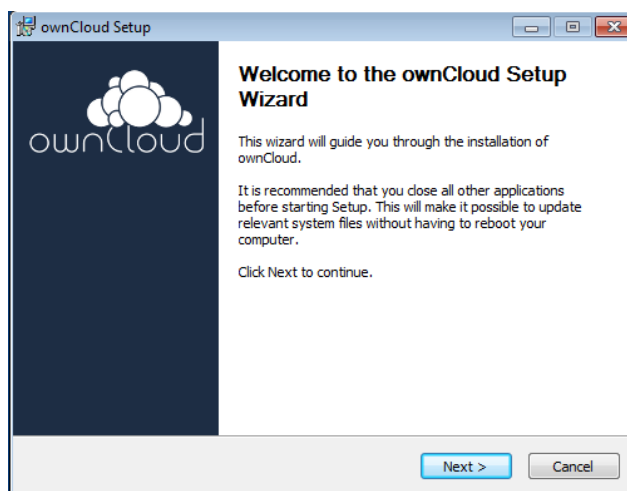 ownCloud Setup
ownCloud
Welcome to the ownCloud Setup
Wizard
This wizard will guide you through the installation of
ownCloud.
It is recommended that you close all other applications
before starting Setup. This will make it possible to update
relevant system files without having to reboot your
computer.
Click Next to continue.
Next >
Cancel